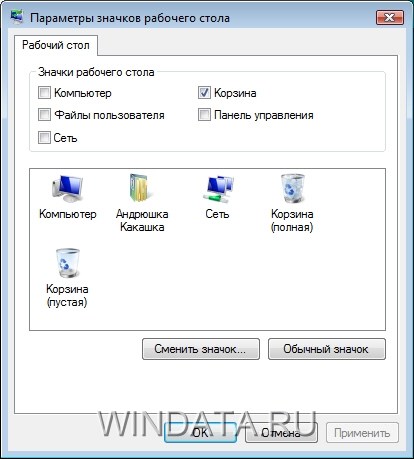 Параметры значков рабочего стола
Рабочий стол
Значки рабочего стола
Компьютер
Корзина
Файлы пользователя
Панель управления
Сеть
Компьютер
Андрюшка
Какашка
Сеть
Корзина
(полная)
Корзина
(пустая)
Сменить значок...
Обычный значок
OK
Отмена
Применить
WINDATA.RU